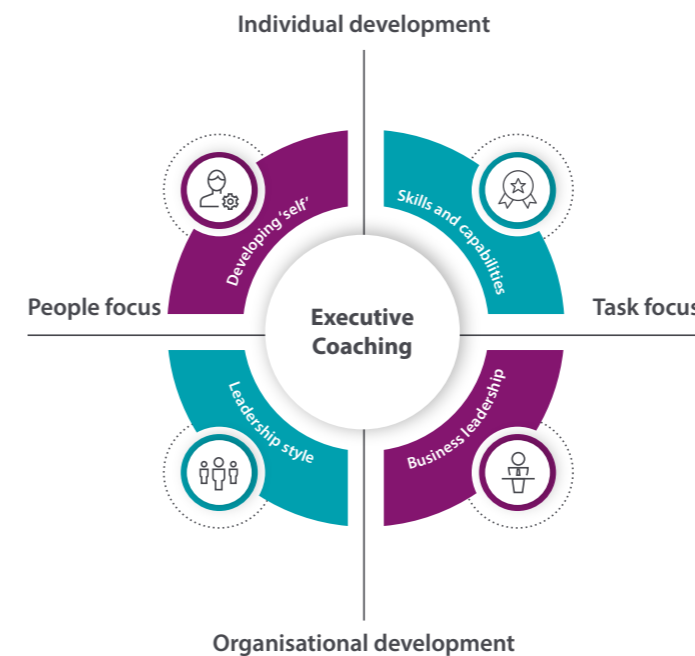 Individual development
Developing ‘self’
Skills and capabilities
People focus
Executive
Coaching
Task focus
Leadership style
Business leadership
Organisational development